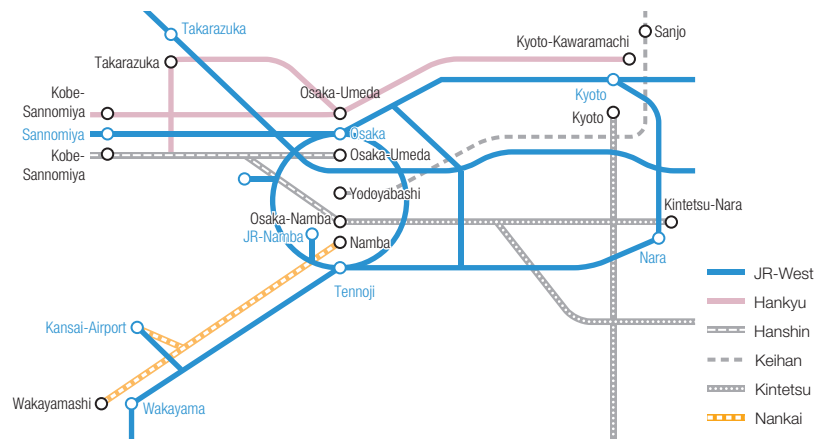 Takarazuka
Sanjo
Kyoto-Kawaramachi
Takarazuka
Kobe-
Sannomiya
Osaka-Umeda
Kyoto
Kyoto
Sannomiya
Osaka
Kobe-
Sannomiya
Osaka-Umeda
Yodoyabashi
Kintetsu-Nara
Osaka-Namba
JR-Namba
Namba
Nara
Tennoji
JR-West
Hankyu
Kansai-Airport
Hanshin
Keihan
Kintetsu
Wakayamashi
Wakayama
Nankai